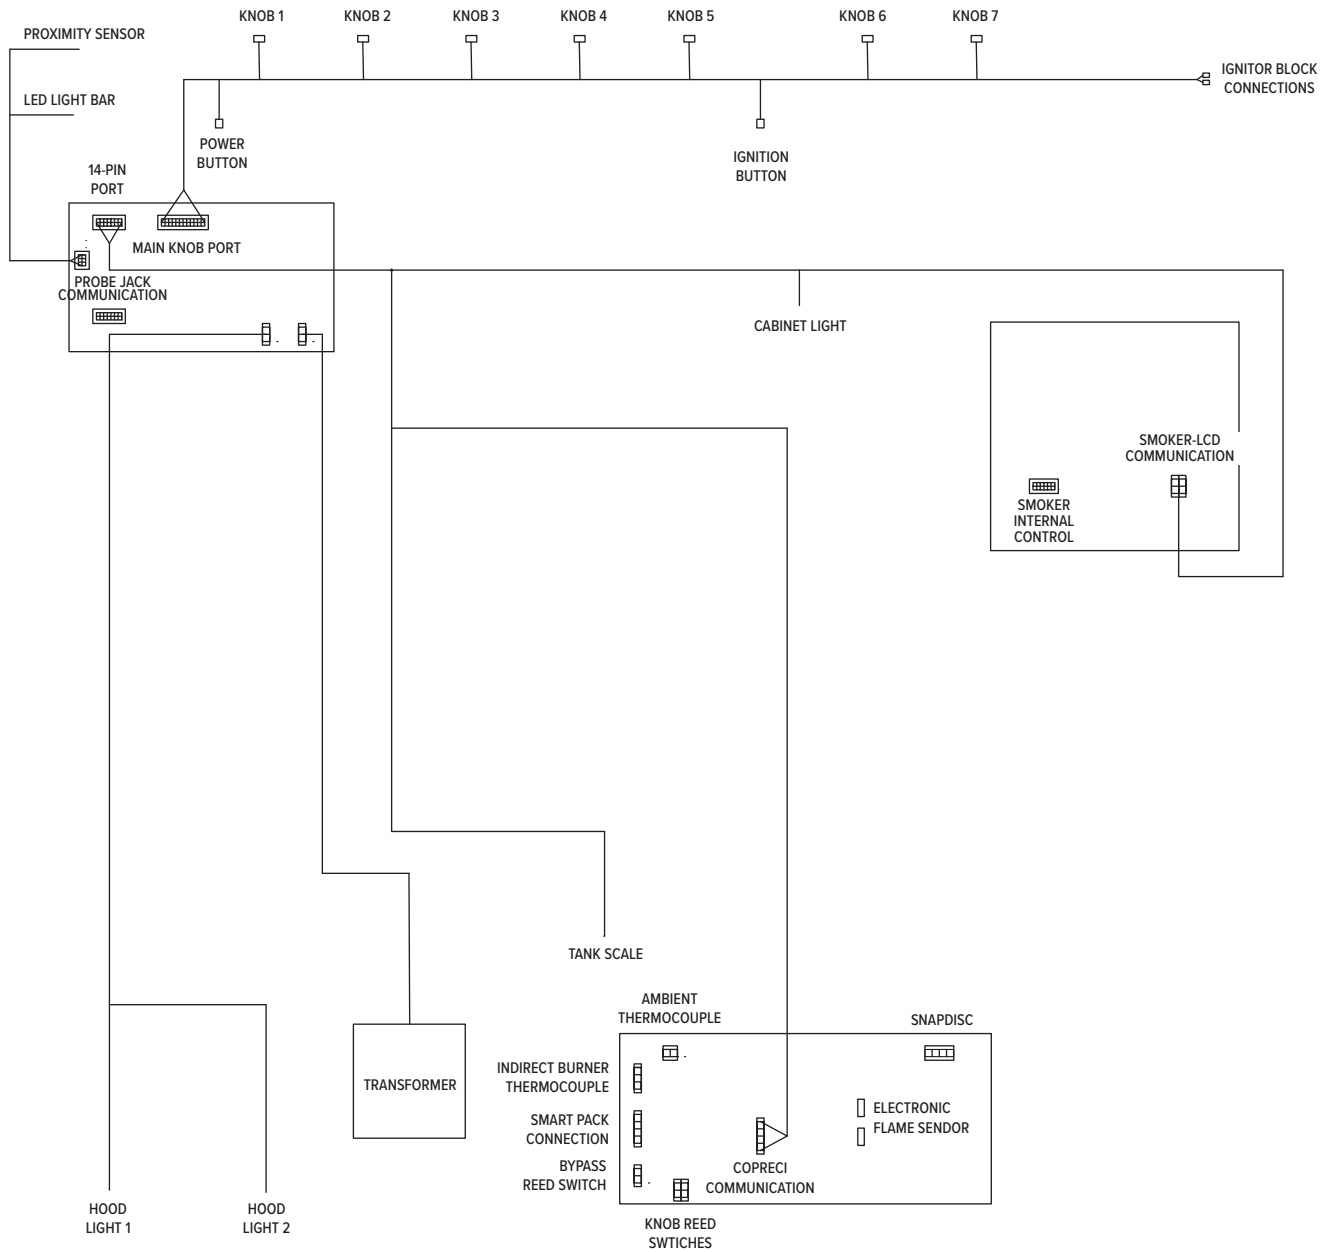 KNOB 1
KNOB 2
KNOB 3
KNOB 4
KNOB 5
KNOB 6
KNOB 7
PROXIMITY SENSOR
IGNITOR BLOCK
CONNECTIONS
LED LIGHT BAR
POWER
BUTTON
IGNITION
BUTTON
14-PIN
PORT
MAIN KNOB PORT
PROBE JACK
COMMUNICATION
CABINET LIGHT
SMOKER-LCD
COMMUNICATION
SMOKER
INTERNAL
CONTROL
TANK SCALE
AMBIENT
THERMOCOUPLE
SNAPDISC
INDIRECT BURNER
THERMOCOUPLE
TRANSFORMER
ELECTRONIC
FLAME SENDOR
SMART PACK
CONNECTION
BYPASS
REED SWITCH
COPRECI
COMMUNICATION
HOOD
LIGHT 1
HOOD
LIGHT 2
KNOB REED
SWTICHES